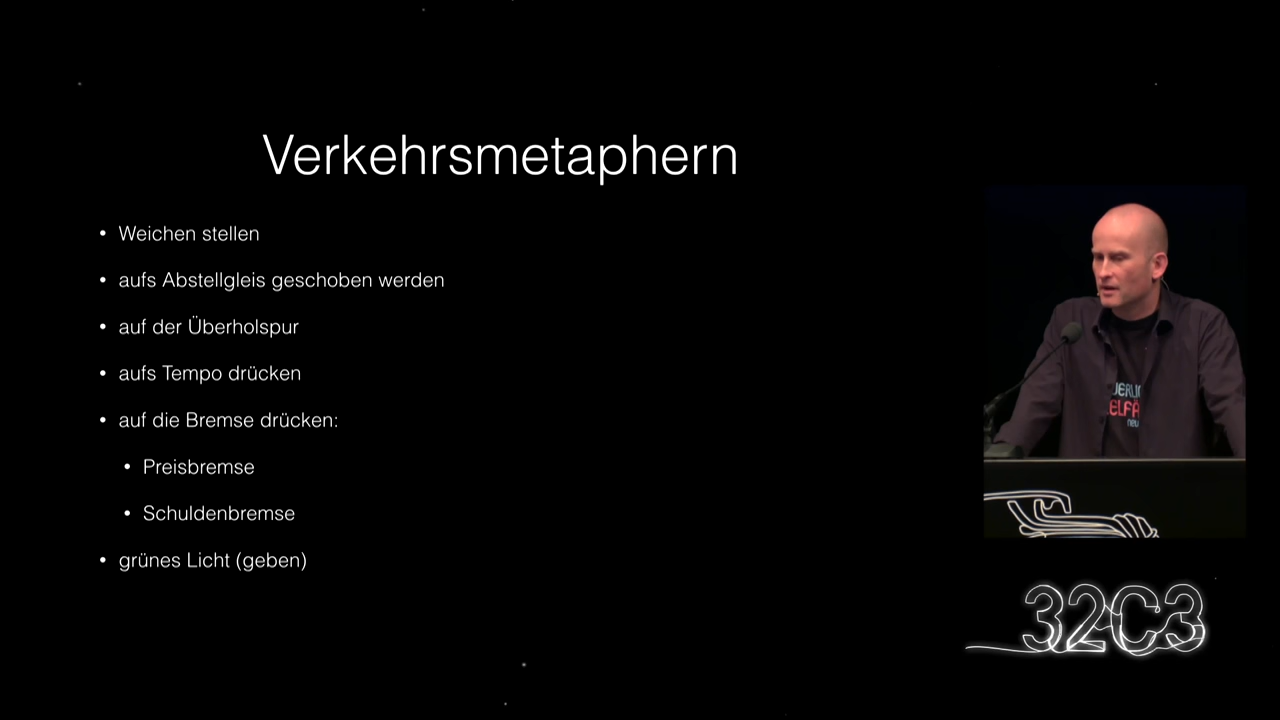 Verkehrsmetaphern
• Weichen stellen
• aufs Abstellgleis geschoben werden
• auf der Überholspur
• aufs Tempo drücken
• auf die Bremse drücken:
• Preisbremse
• Schuldenbremse
• grünes Licht (geben)
32C3